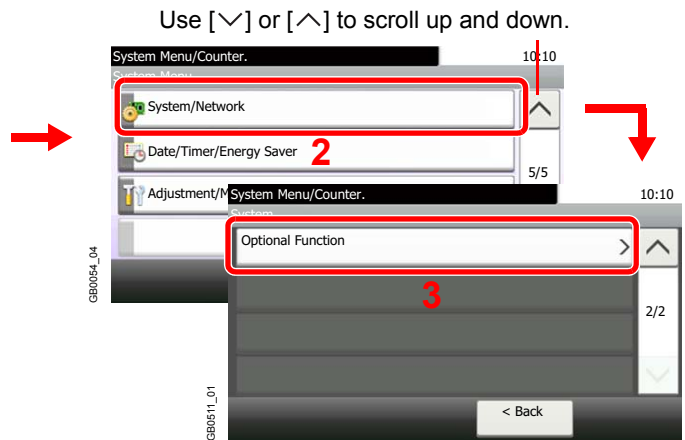 Use [∨] or [∧] to scroll up and down.
System Menu/Counter.
10:10
System Menu
System/Network
2
Date/Timer/Energy Saver
5/5
Adjustment/M
GB0054_04
System Menu/Counter.
10:10
System
Optional Function >
3
2/2
< Back
GB0511_01